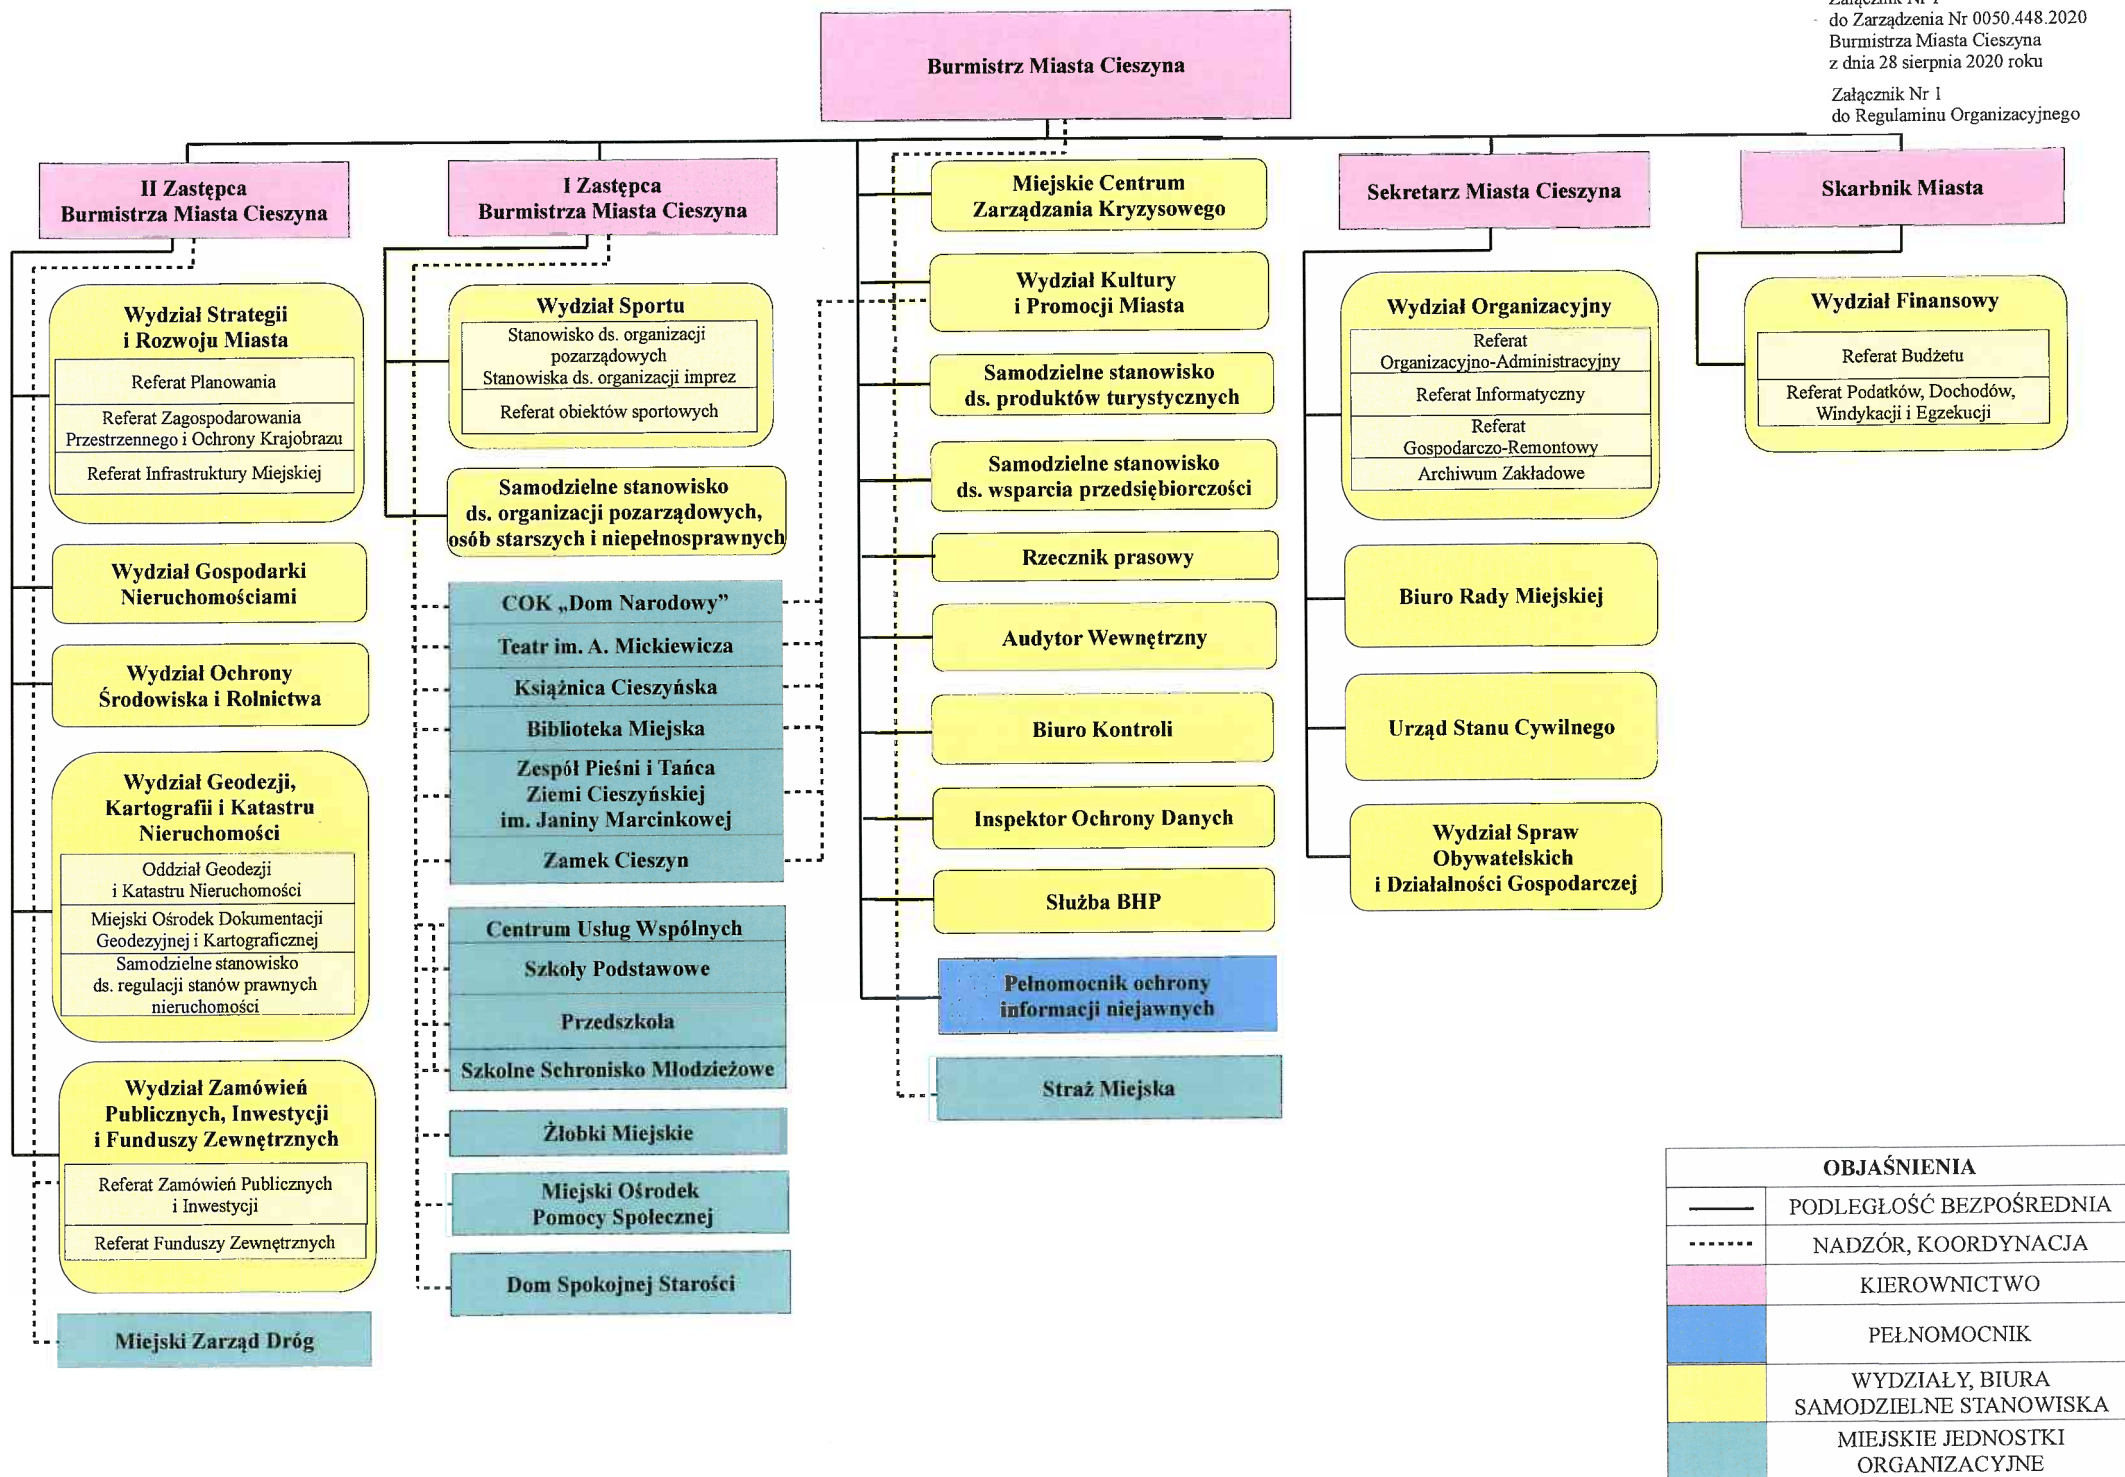 Załącznik Nr 1
do Zarządzenia Nr 0050.448.2020
Burmistrza Miasta Cieszyna
z dnia 28 sierpnia 2020 roku
Załącznik Nr 1
do Regulaminu Organizacyjnego
Burmistrz Miasta Cieszyna
II Zastępca
Burmistrza Miasta Cieszyna
Wydział Strategii
i Rozwoju Miasta
Referat Planowania
Referat Zagospodarowania
Przestrzennego i Ochrony Krajobrazu
Referat Infrastruktury Miejskiej
Wydział Gospodarki
Nieruchomościami
Wydział Ochrony
Środowiska i Rolnictwa
Wydział Geodezji,
Kartografii i Katastru
Nieruchomości
Oddział Geodezji
i Katastru Nieruchomości
Miejski Ośrodek Dokumentacji
Geodezyjnej i Kartograficznej
Samodzielne stanowisko
ds. regulacji stanów prawnych
nieruchomości
Wydział Zamówień
Publicznych, Inwestycji
i Funduszy Zewnętrznych
Referat Zamówień Publicznych
i Inwestycji
Referat Funduszy Zewnętrznych
Miejski Zarząd Dróg
I Zastępca
Burmistrza Miasta Cieszyna
Wydział Sportu
Stanowisko ds. organizacji
pozarządowych
Stanowiska ds. organizacji imprez
Referat obiektów sportowych
Samodzielne stanowisko
ds. organizacji pozarządowych,
osób starszych i niepełnosprawnych
COK „Dom Narodowy”
Teatr im. A. Mickiewicza
Książnica Cieszyńska
Biblioteka Miejska
Zespół Pieśni i Tańca
Ziemi Cieszyńskiej
im. Janiny Marcinkowej
Zamek Cieszyn
Centrum Usług Wspólnych
Szkoły Podstawowe
Przedszkola
Szkolne Schronisko Młodzieżowe
Żłobki Miejskie
Miejski Ośrodek
Pomocy Społecznej
Dom Spokojnej Starości
Miejskie Centrum
Zarządzania Kryzysowego
Wydział Kultury
i Promocji Miasta
Samodzielne stanowisko
ds. produktów turystycznych
Samodzielne stanowisko
ds. wsparcia przedsiębiorczości
Rzecznik prasowy
Audytor Wewnętrzny
Biuro Kontroli
Inspektor Ochrony Danych
Służba BHP
Pełnomocnik ochrony
informacji niejawnych
Straż Miejska
Sekretarz Miasta Cieszyna
Wydział Organizacyjny
Referat
Organizacyjno-Administracyjny
Referat Informatyczny
Referat
Gospodarczo-Remontowy
Archiwum Zakładowe
Biuro Rady Miejskiej
Urząd Stanu Cywilnego
Wydział Spraw
Obywatelskich
i Działalności Gospodarczej
Skarbnik Miasta
Wydział Finansowy
Referat Budżetu
Referat Podatków, Dochodów,
Windykacji i Egzekucji
OBJAŚNIENIA
PODLEGŁOŚĆ BEZPOŚREDNIA
NADZÓR, KOORDYNACJA
KIEROWNICTWO
PEŁNOMOCNIK
WYDZIAŁY, BIURA
SAMODZIELNE STANOWISKA
MIEJSKIE JEDNOSTKI
ORGANIZACYJNE